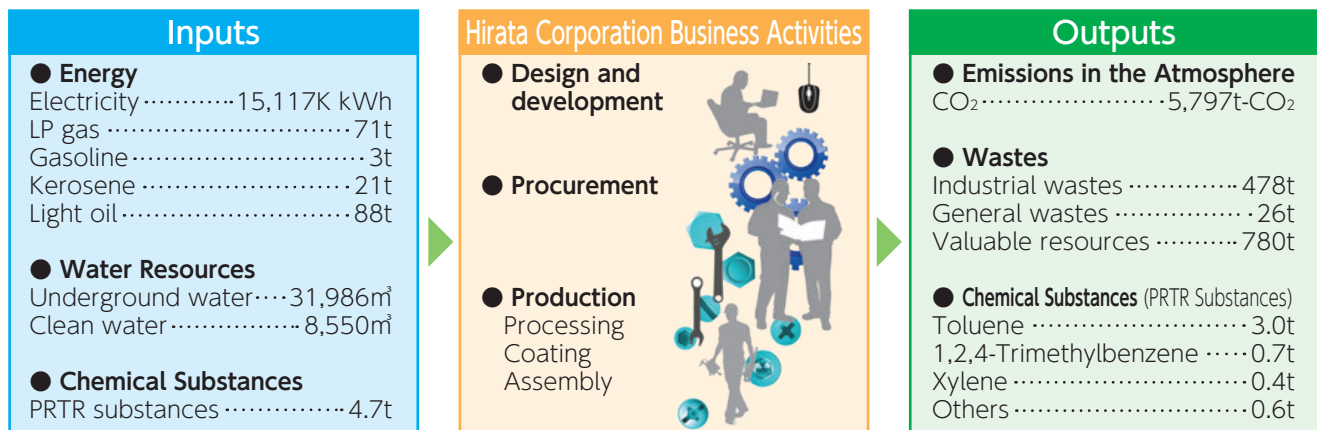 Inputs
● Energy
Electricity ············ 15,117K kWh
LP gas ····························· 71t
Gasoline ··························· 3t
Kerosene ························· 21t
Light oil ···························· 88t
● Water Resources
Underground water ···· 31,986㎥
Clean water ················ 8,550㎥
● Chemical Substances
PRTR substances ··············· 4.7t
Hirata Corporation Business Activities
● Design and
development
● Procurement
● Production
Processing
Coating
Assembly
Outputs
● Emissions in the Atmosphere
CO₂ ······················ 5,797t-CO₂
● Wastes
Industrial wastes ············· 478t
General wastes ················ 26t
Valuable resources ·········· 780t
● Chemical Substances (PRTR Substances)
Toluene ························ 3.0t
1,2,4-Trimethylbenzene ····· 0.7t
Xylene ·························· 0.4t
Others ·························· 0.6t